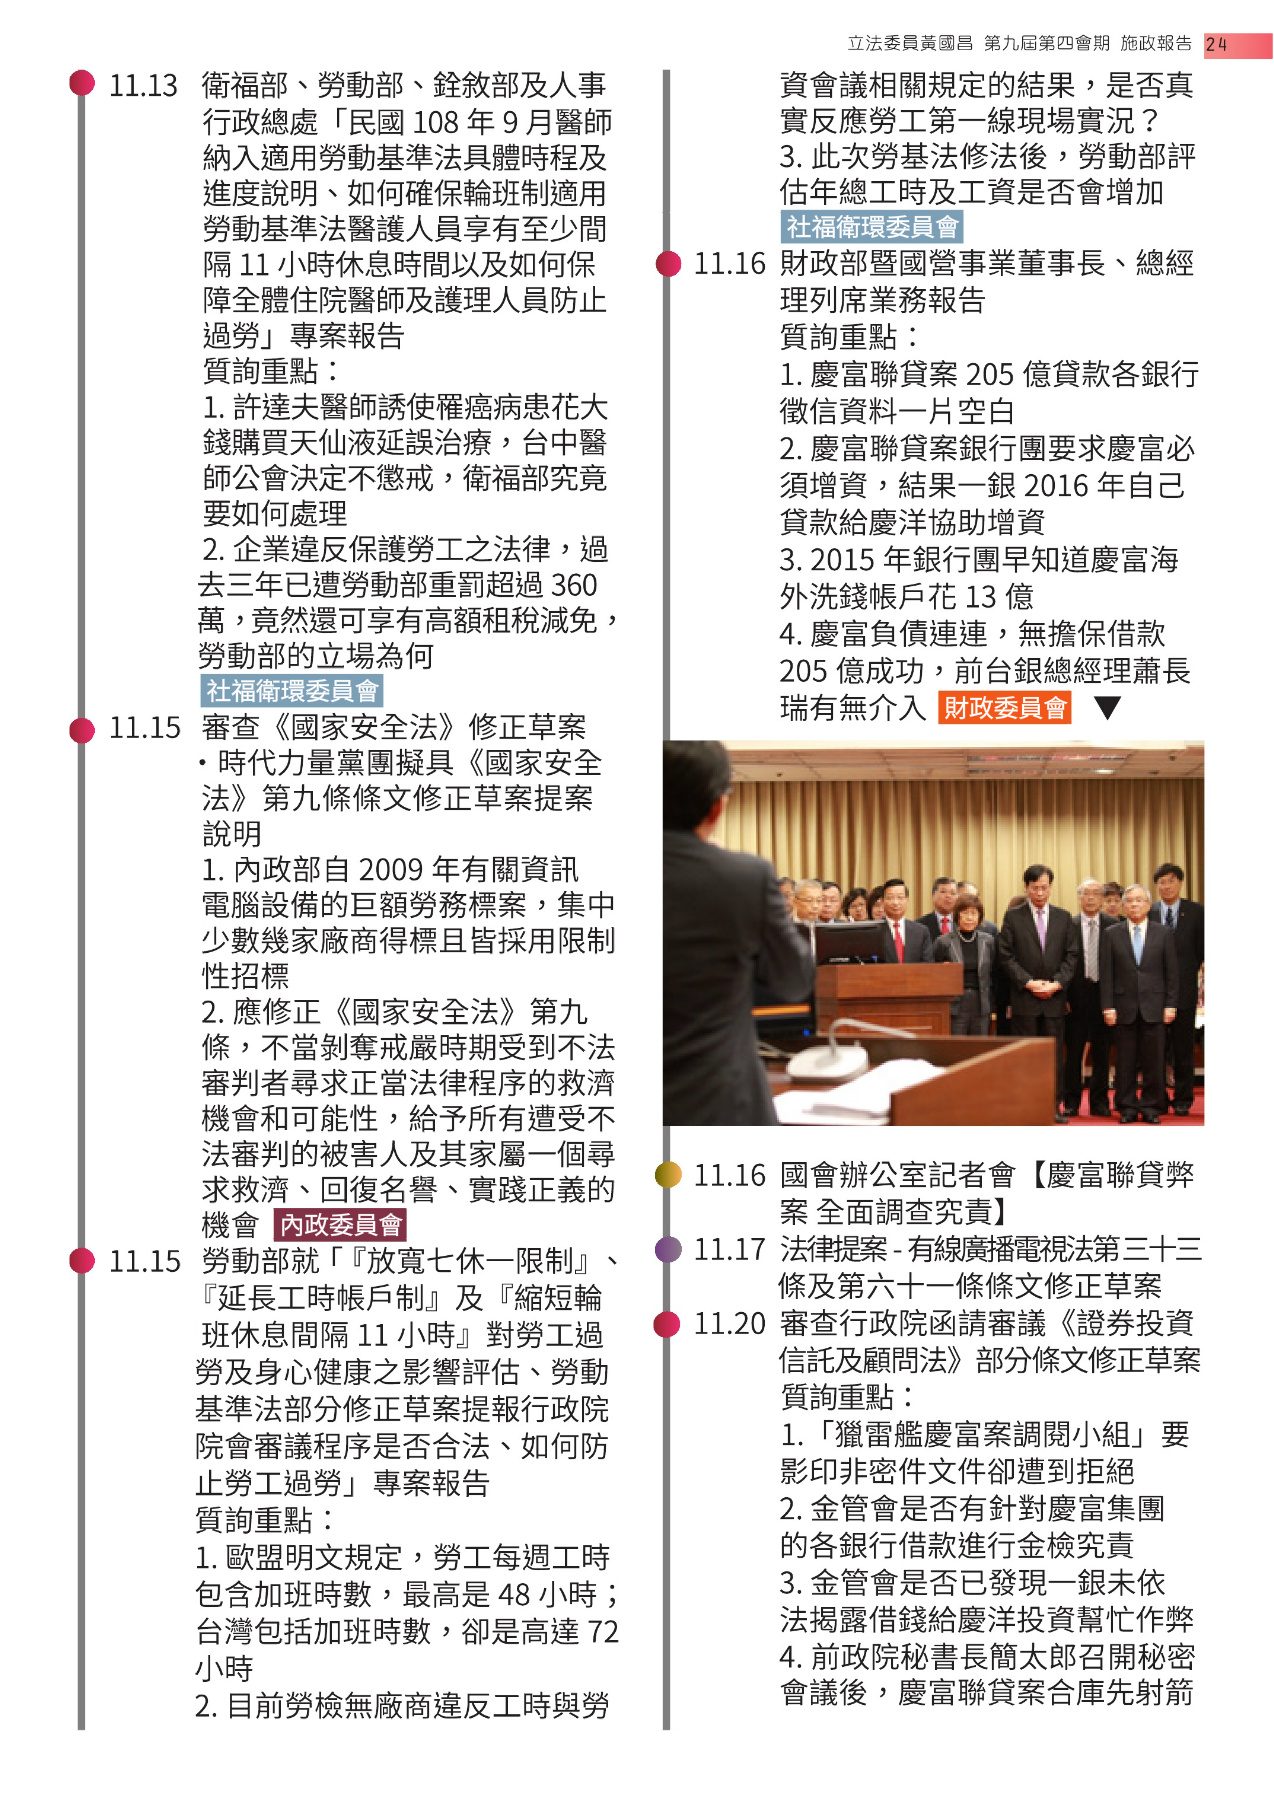 立法委員黃國昌 第九屆第四會期 施政報告 24
11.13 衛福部、勞動部、銓敘部及人事
行政總處「民國 108 年 9 月醫師
納入適用勞動基準法具體時程及
進度說明、如何確保輪班制適用
勞動基準法醫護人員享有至少間
隔 11 小時休息時間以及如何保
障全體住院醫師及護理人員防止
過勞」專案報告
質詢重點：
1. 許達夫醫師誘使罹癌病患花大
錢購買天仙液延誤治療，台中醫
師公會決定不懲戒，衛福部究竟
要如何處理
2. 企業違反保護勞工之法律，過
去三年已遭勞動部重罰超過 360
萬，竟然還可享有高額租稅減免，
勞動部的立場為何
社福衛環委員會
11.15 審查《國家安全法》修正草案
・時代力量黨團擬具《國家安全
法》第九條條文修正草案提案
說明
1. 內政部自 2009 年有關資訊
電腦設備的巨額勞務標案，集中
少數幾家廠商得標且皆採用限制
性招標
2. 應修正《國家安全法》第九
條，不當剝奪戒嚴時期受到不法
審判者尋求正當法律程序的救濟
機會和可能性，給予所有遭受不
法審判的被害人及其家屬一個尋
求救濟、回復名譽、實踐正義的
機會 內政委員會
11.15 勞動部就「『放寬七休一限制』、
『延長工時帳戶制』及『縮短輪
班休息間隔 11 小時』對勞工過
勞及身心健康之影響評估、勞動
基準法部分修正草案提報行政院
院會審議程序是否合法、如何防
止勞工過勞」專案報告
質詢重點：
1. 歐盟明文規定，勞工每週工時
包含加班時數，最高是 48 小時；
台灣包括加班時數，卻是高達 72
小時
2. 目前勞檢無廠商違反工時與勞
資會議相關規定的結果，是否真
實反應勞工第一線現場實況？
3. 此次勞基法修法後，勞動部評
估年總工時及工資是否會增加
社福衛環委員會
11.16 財政部暨國營事業董事長、總經
理列席業務報告
質詢重點：
1. 慶富聯貸案 205 億貸款各銀行
徵信資料一片空白
2. 慶富聯貸案銀行團要求慶富必
須增資，結果一銀 2016 年自己
貸款給慶洋協助增資
3. 2015 年銀行團早知道慶富海
外洗錢帳戶花 13 億
4. 慶富負債連連，無擔保借款
205 億成功，前台銀總經理蕭長
瑞有無介入 財政委員會 ▼
11.16 國會辦公室記者會【慶富聯貸弊
案 全面調查究責】
11.17 法律提案 - 有線廣播電視法第三十三
條及第六十一條條文修正草案
11.20 審查行政院函請審議《證券投資
信託及顧問法》部分條文修正草案
質詢重點：
1.「獵雷艦慶富案調閱小組」要
影印非密件文件卻遭到拒絕
2. 金管會是否有針對慶富集團
的各銀行借款進行金檢究責
3. 金管會是否已發現一銀未依
法揭露借錢給慶洋投資幫忙作弊
4. 前政院秘書長簡太郎召開秘密
會議後，慶富聯貸案合庫先射箭